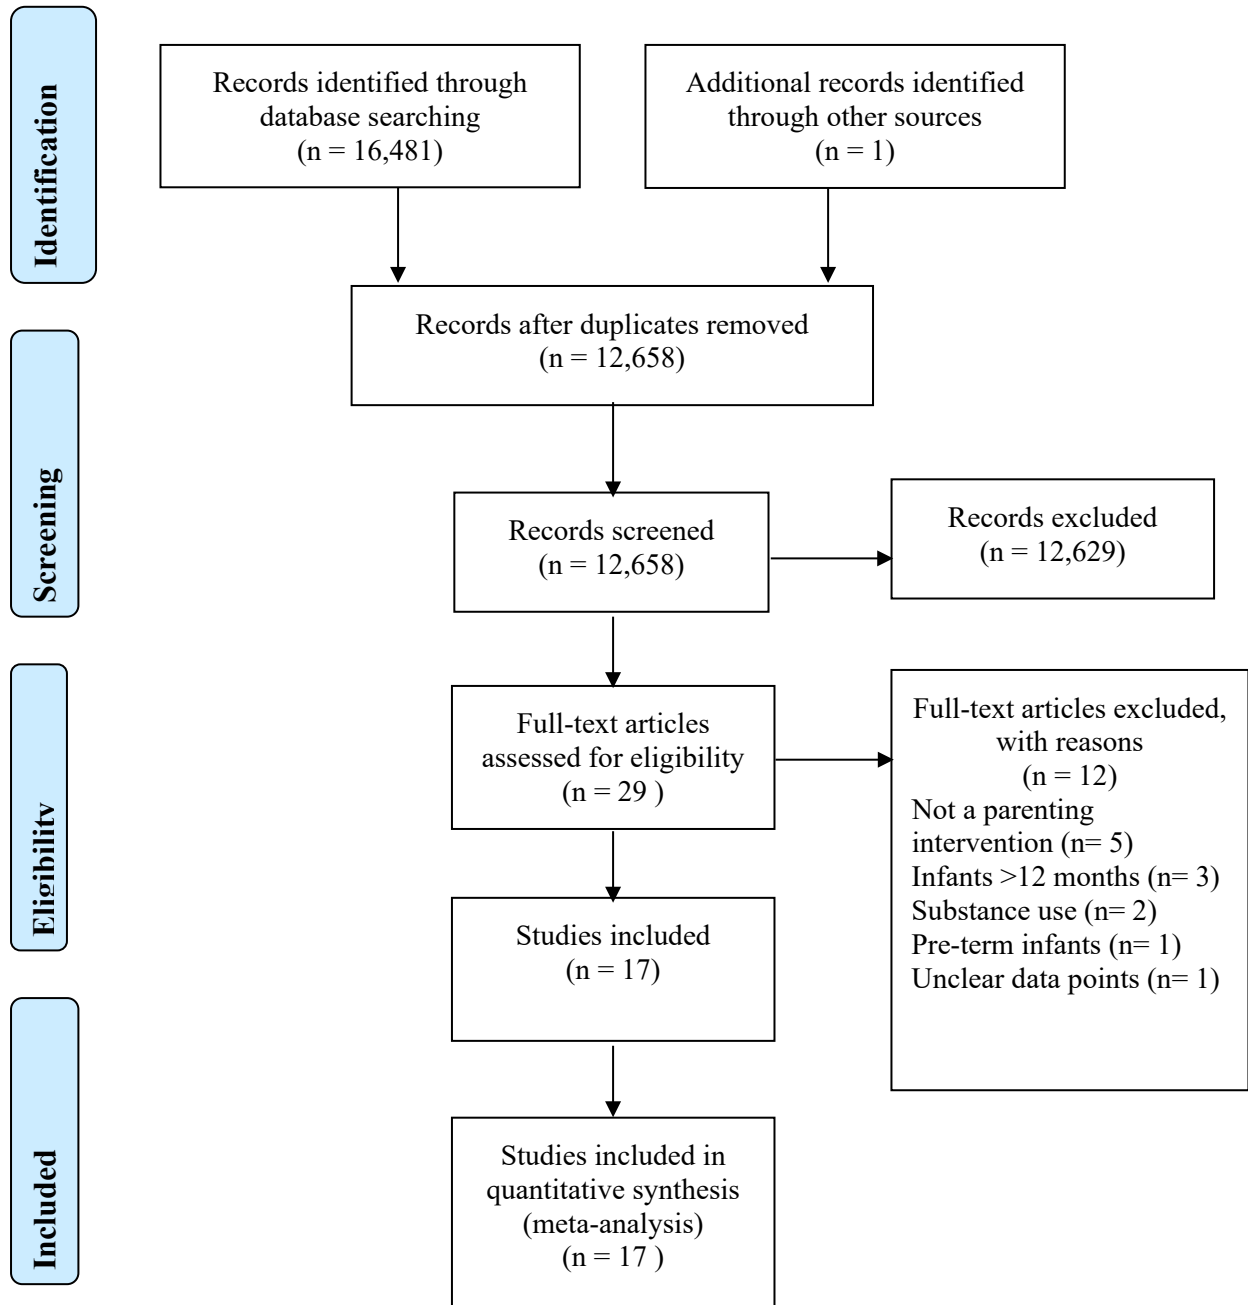 Identification
Records identified through
database searching
(n = 16,481)
Additional records identified
through other sources
(n = 1)
Records after duplicates removed
(n = 12,658)
Screening
Records screened
(n = 12,658)
Records excluded
(n = 12,629)
Eligibility
Full-text articles
assessed for eligibility
(n = 29 )
Full-text articles excluded,
with reasons
(n = 12)
Not a parenting
intervention (n= 5)
Infants >12 months (n= 3)
Substance use (n= 2)
Pre-term infants (n= 1)
Unclear data points (n= 1)
Studies included
(n = 17)
Included
Studies included in
quantitative synthesis
(meta-analysis)
(n = 17 )